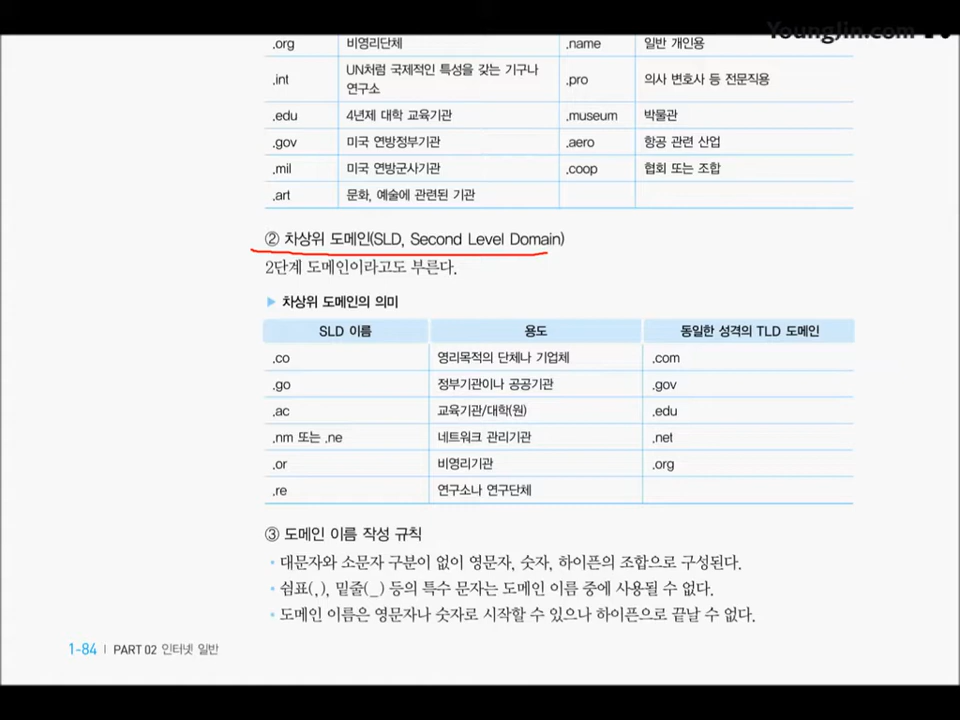 YoungJin.com
.org 비영리단체 .name 일반 개인용
.int UN처럼 국제적인 특성을 갖는 기구나 연구소 .pro 의사 변호사 등 전문직용
.edu 4년제 대학 교육기관 .museum 박물관
.gov 미국 연방정부기관 .aero 항공 관련 산업
.mil 미국 연방군사기관 .coop 협회 또는 조합
.art 문화, 예술에 관련된 기관
② 차상위 도메인(SLD, Second Level Domain)
2단계 도메인이라고도 부른다.
▶ 차상위 도메인의 의미
SLD 이름 용도 동일한 성격의 TLD 도메인
.co 영리목적의 단체나 기업체 .com
.go 정부기관이나 공공기관 .gov
.ac 교육기관/대학(원) .edu
.nm 또는 .ne 네트워크 관리기관 .net
.or 비영리기관 .org
.re 연구소나 연구단체
③ 도메인 이름 작성 규칙
• 대문자와 소문자 구분이 없이 영문자, 숫자, 하이픈의 조합으로 구성된다.
• 쉼표(,), 밑줄(_) 등의 특수 문자는 도메인 이름 중에 사용될 수 없다.
• 도메인 이름은 영문자나 숫자로 시작할 수 있으나 하이픈으로 끝날 수 없다.
1-84 | PART 02 인터넷 일반